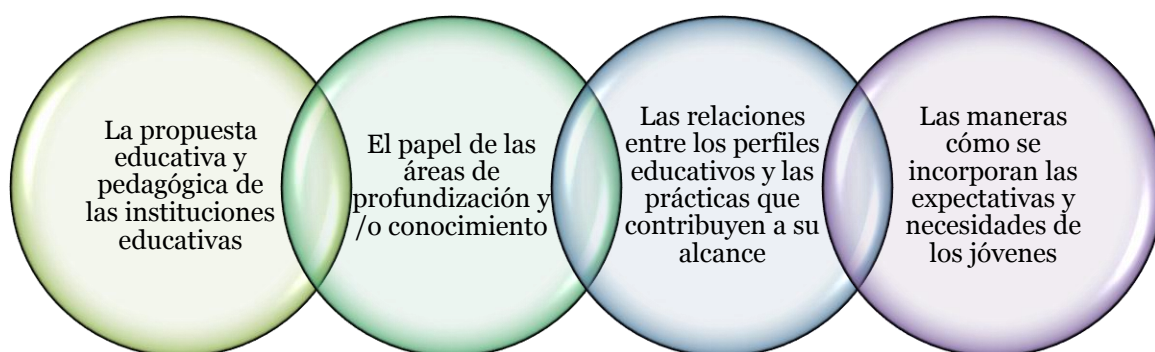 La propuesta
educativa y
pedagógica de
las instituciones
educativas
El papel de las
áreas de
profundización y
/o conocimiento
Las relaciones
entre los perfiles
educativos y las
prácticas que
contribuyen a su
alcance
Las maneras
cómo se
incorporan las
expectativas y
necesidades de
los jóvenes